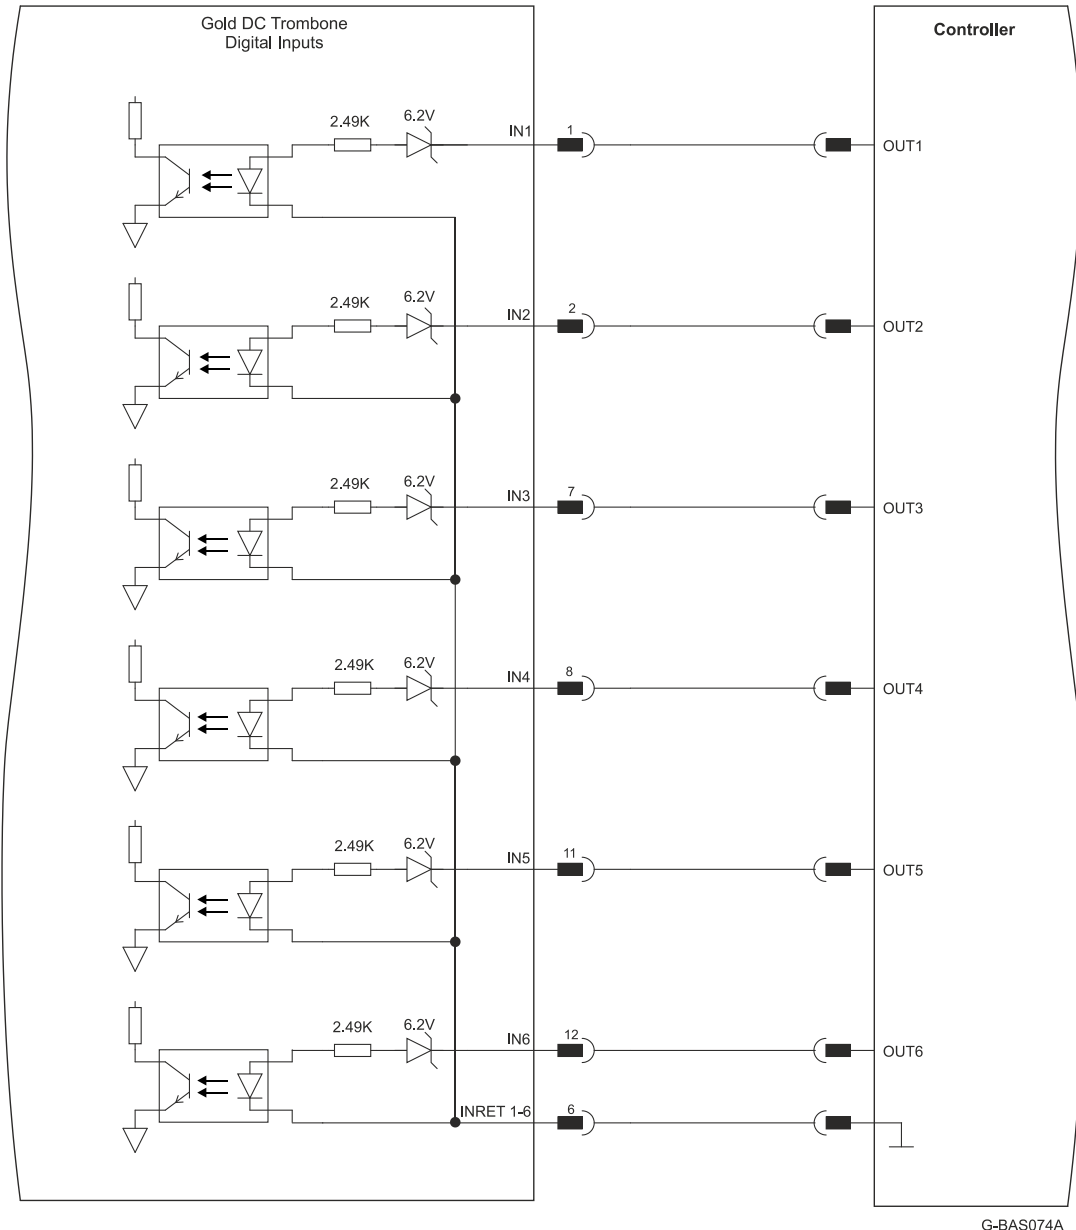 Gold DC Trombone
Digital Inputs
Controller
2.49K
6.2V
IN1
1
OUT1
2.49K
6.2V
IN2
2
OUT2
2.49K
6.2V
IN3
7
OUT3
2.49K
6.2V
IN4
8
OUT4
2.49K
6.2V
IN5
11
OUT5
2.49K
6.2V
IN6
12
OUT6
INRET 1-6
6
G-BAS074A